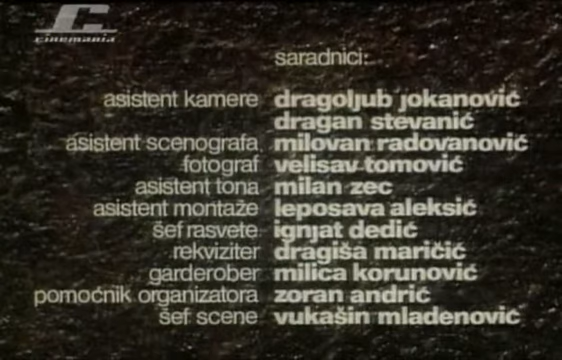 cinemania
saradnici:
asistent kamere dragoljub jokanović
dragan stevanić
asistent scenografa milovan radovanović
fotograf velisav tomović
asistent tona milan zec
asistent montaže leposava aleksić
šef rasvete ignjat dedić
rekviziter dragiša maričić
garderober milica korunović
pomoćnik organizatora zoran andrić
šef scene vukašin mladenović